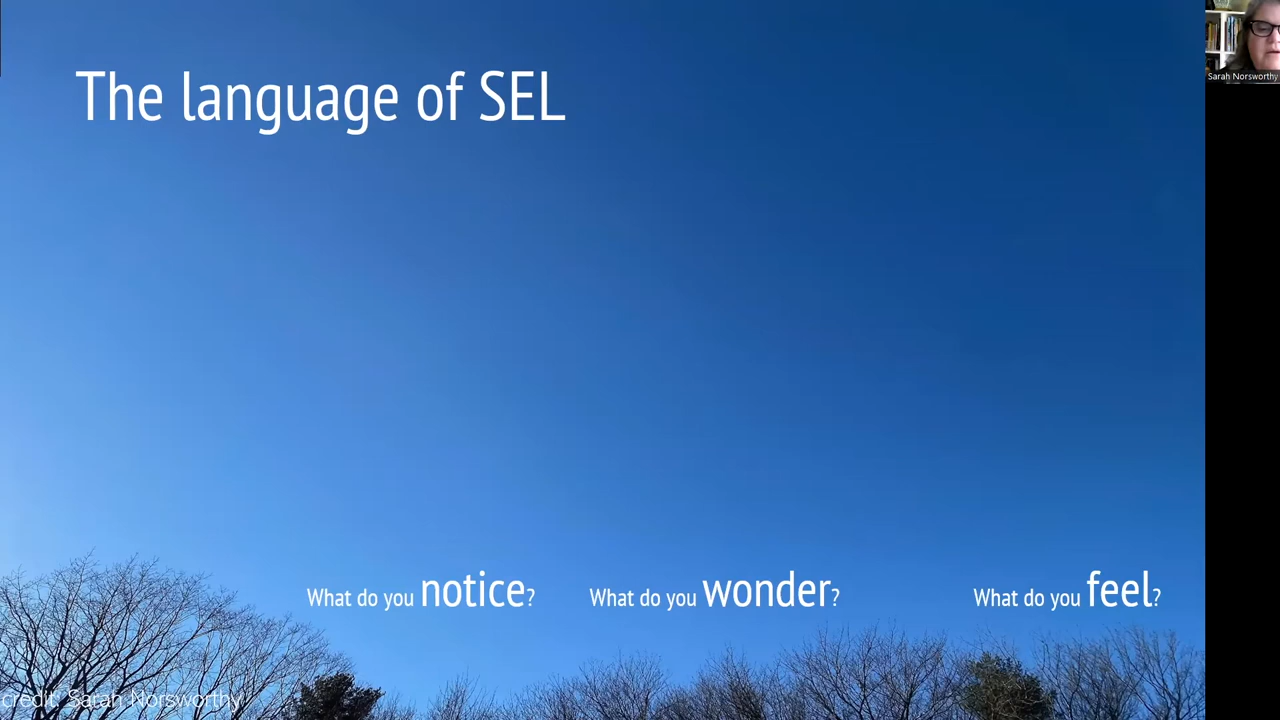 The language of SEL
Sarah Norsworthy
What do you notice? What do you wonder? What do you feel?
credit: Sarah Norsworthy